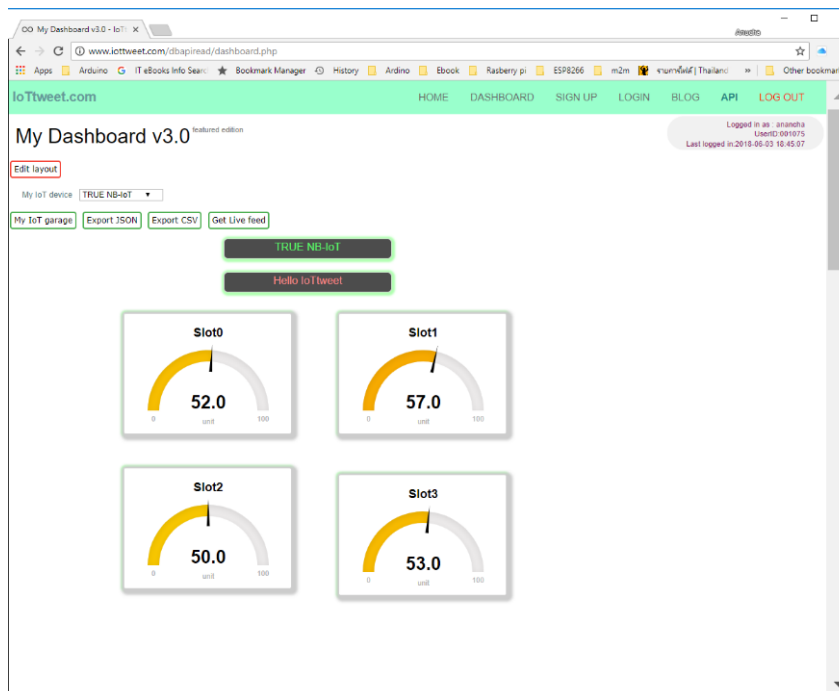 My Dashboard v3.0 - IoT
www.iottweet.com/dbapiread/dashboard.php
Apps Arduino G IT eBooks Info Searc Bookmark Manager History Ardino Ebook Rasberry pi ESP8266 m2m Thailand » Other bookmar
IoTtweet.com HOME DASHBOARD SIGN UP LOGIN BLOG API LOG OUT
My Dashboard v3.0 featured edition
Logged in as : anancha
UserID:001075
Last logged in:2018-06-03 18:45:07
Edit layout
My IoT device TRUE NB-IoT
My IoT garage Export JSON Export CSV Get Live feed
TRUE NB-IoT
Hello IoTtweet
Slot0 Slot1
52.0 57.0
0 unit 100 0 unit 100
Slot2 Slot3
50.0 53.0
0 unit 100 0 unit 100